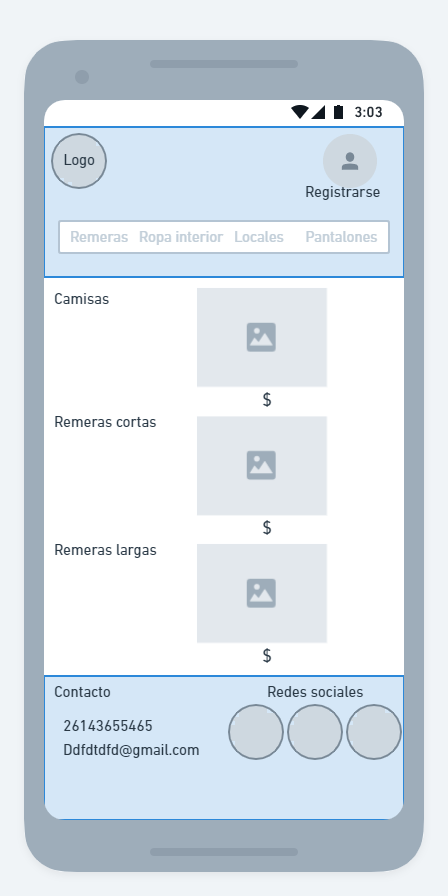 3:03
Logo
Registrarse
Remeras Ropa interior Locales Pantalones
Camisas
$
Remeras cortas
$
Remeras largas
$
Contacto Redes sociales
26143655465
Ddfdtdfd@gmail.com